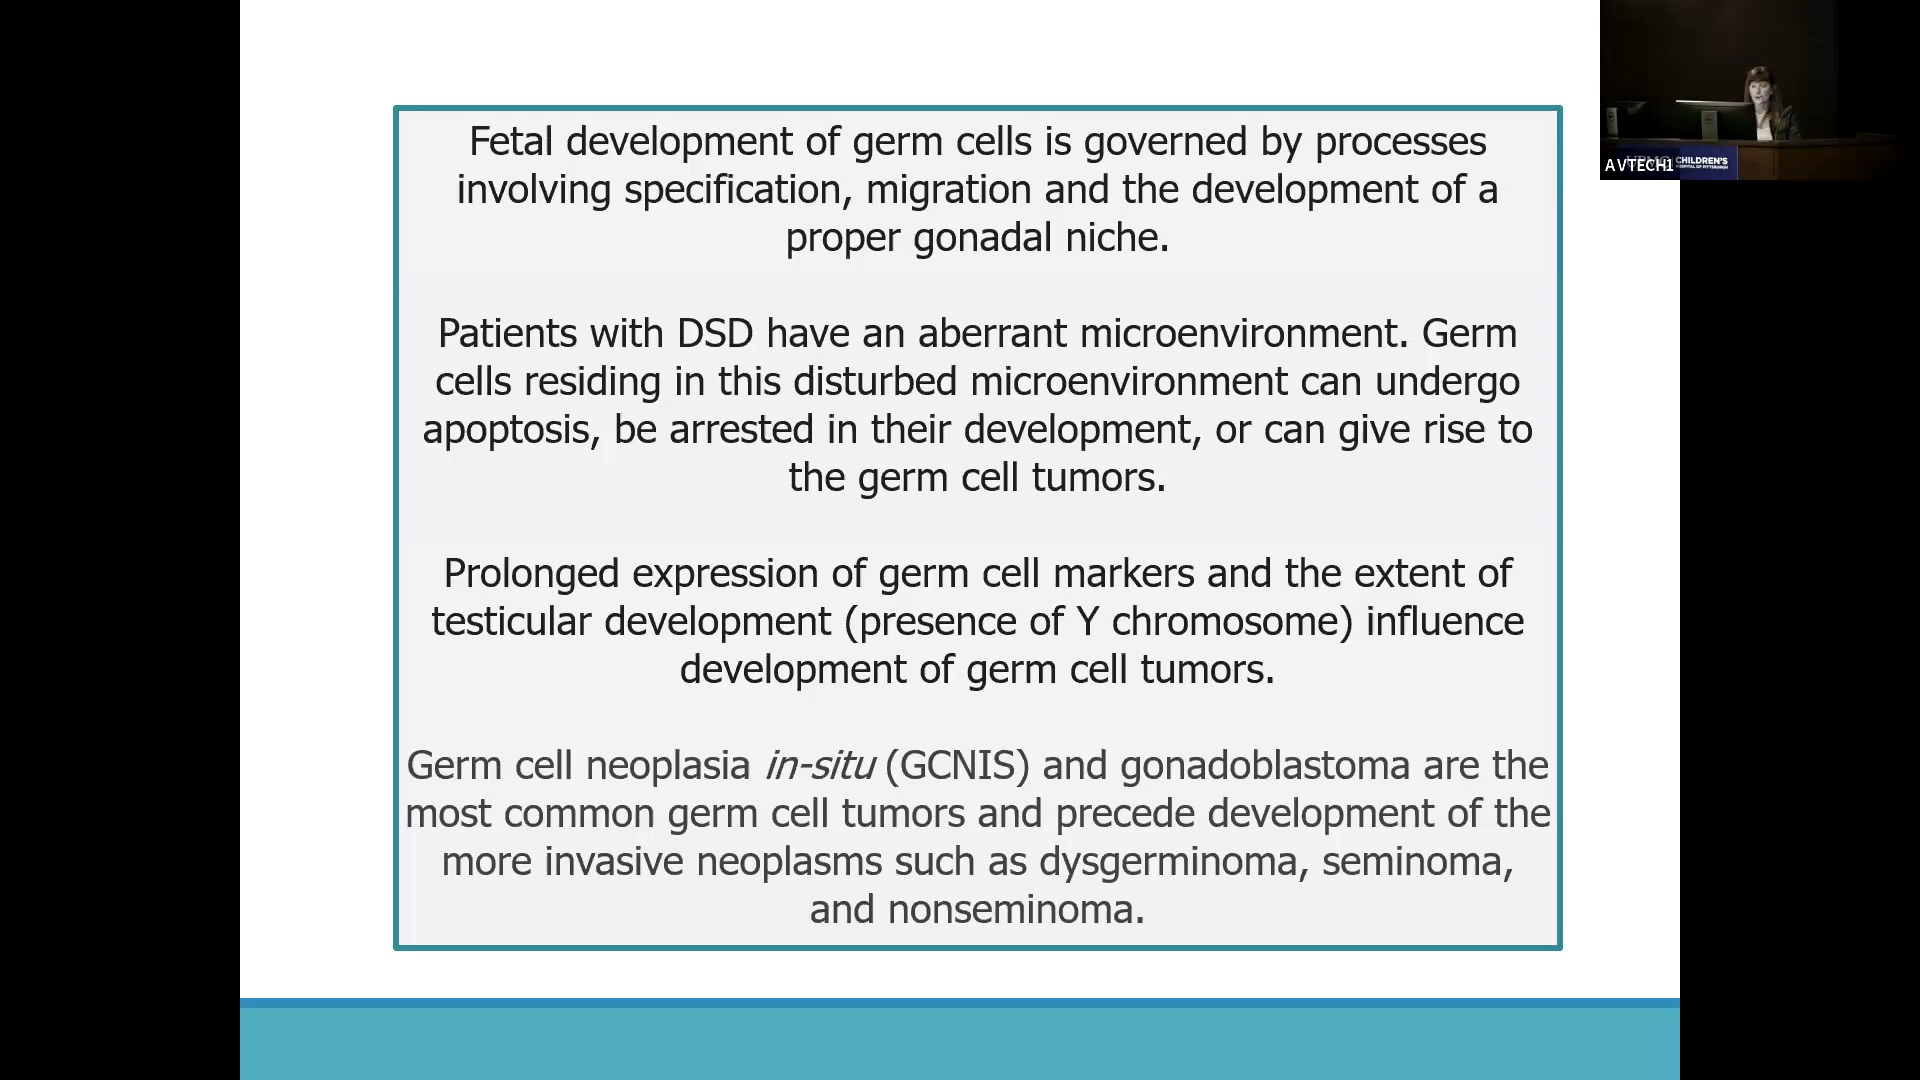 Fetal development of germ cells is governed by processes
involving specification, migration and the development of a
proper gonadal niche.
Patients with DSD have an aberrant microenvironment. Germ
cells residing in this disturbed microenvironment can undergo
apoptosis, be arrested in their development, or can give rise to
the germ cell tumors.
Prolonged expression of germ cell markers and the extent of
testicular development (presence of Y chromosome) influence
development of germ cell tumors.
Germ cell neoplasia in-situ (GCNIS) and gonadoblastoma are the
most common germ cell tumors and precede development of the
more invasive neoplasms such as dysgerminoma, seminoma,
and nonseminoma.
AVTECH1
CHILDREN'S